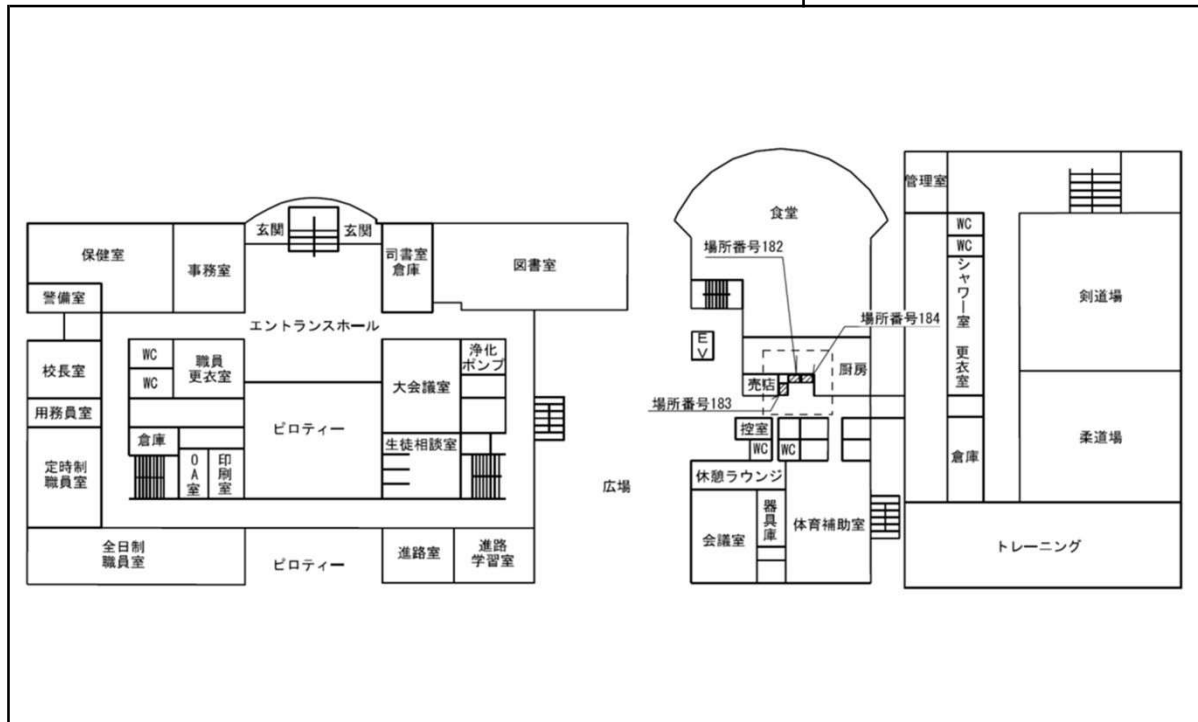 保健室
事務室
玄関
玄関
司書室
倉庫
図書室
警備室
エントランスホール
校長室
WC
WC
職員
更衣室
大会議室
浄化
ポンプ
用務員室
ピロティー
倉庫
OA室
印刷室
生徒相談室
定時制
職員室
全日制
職員室
ピロティー
進路室
進路
学習室
広場
食堂
場所番号182
場所番号184
EV
売店
厨房
場所番号183
控室
WC
WC
休憩ラウンジ
会議室
器具庫
体育補助室
管理室
WC
WC
シャワー室
更衣室
倉庫
剣道場
柔道場
トレーニング